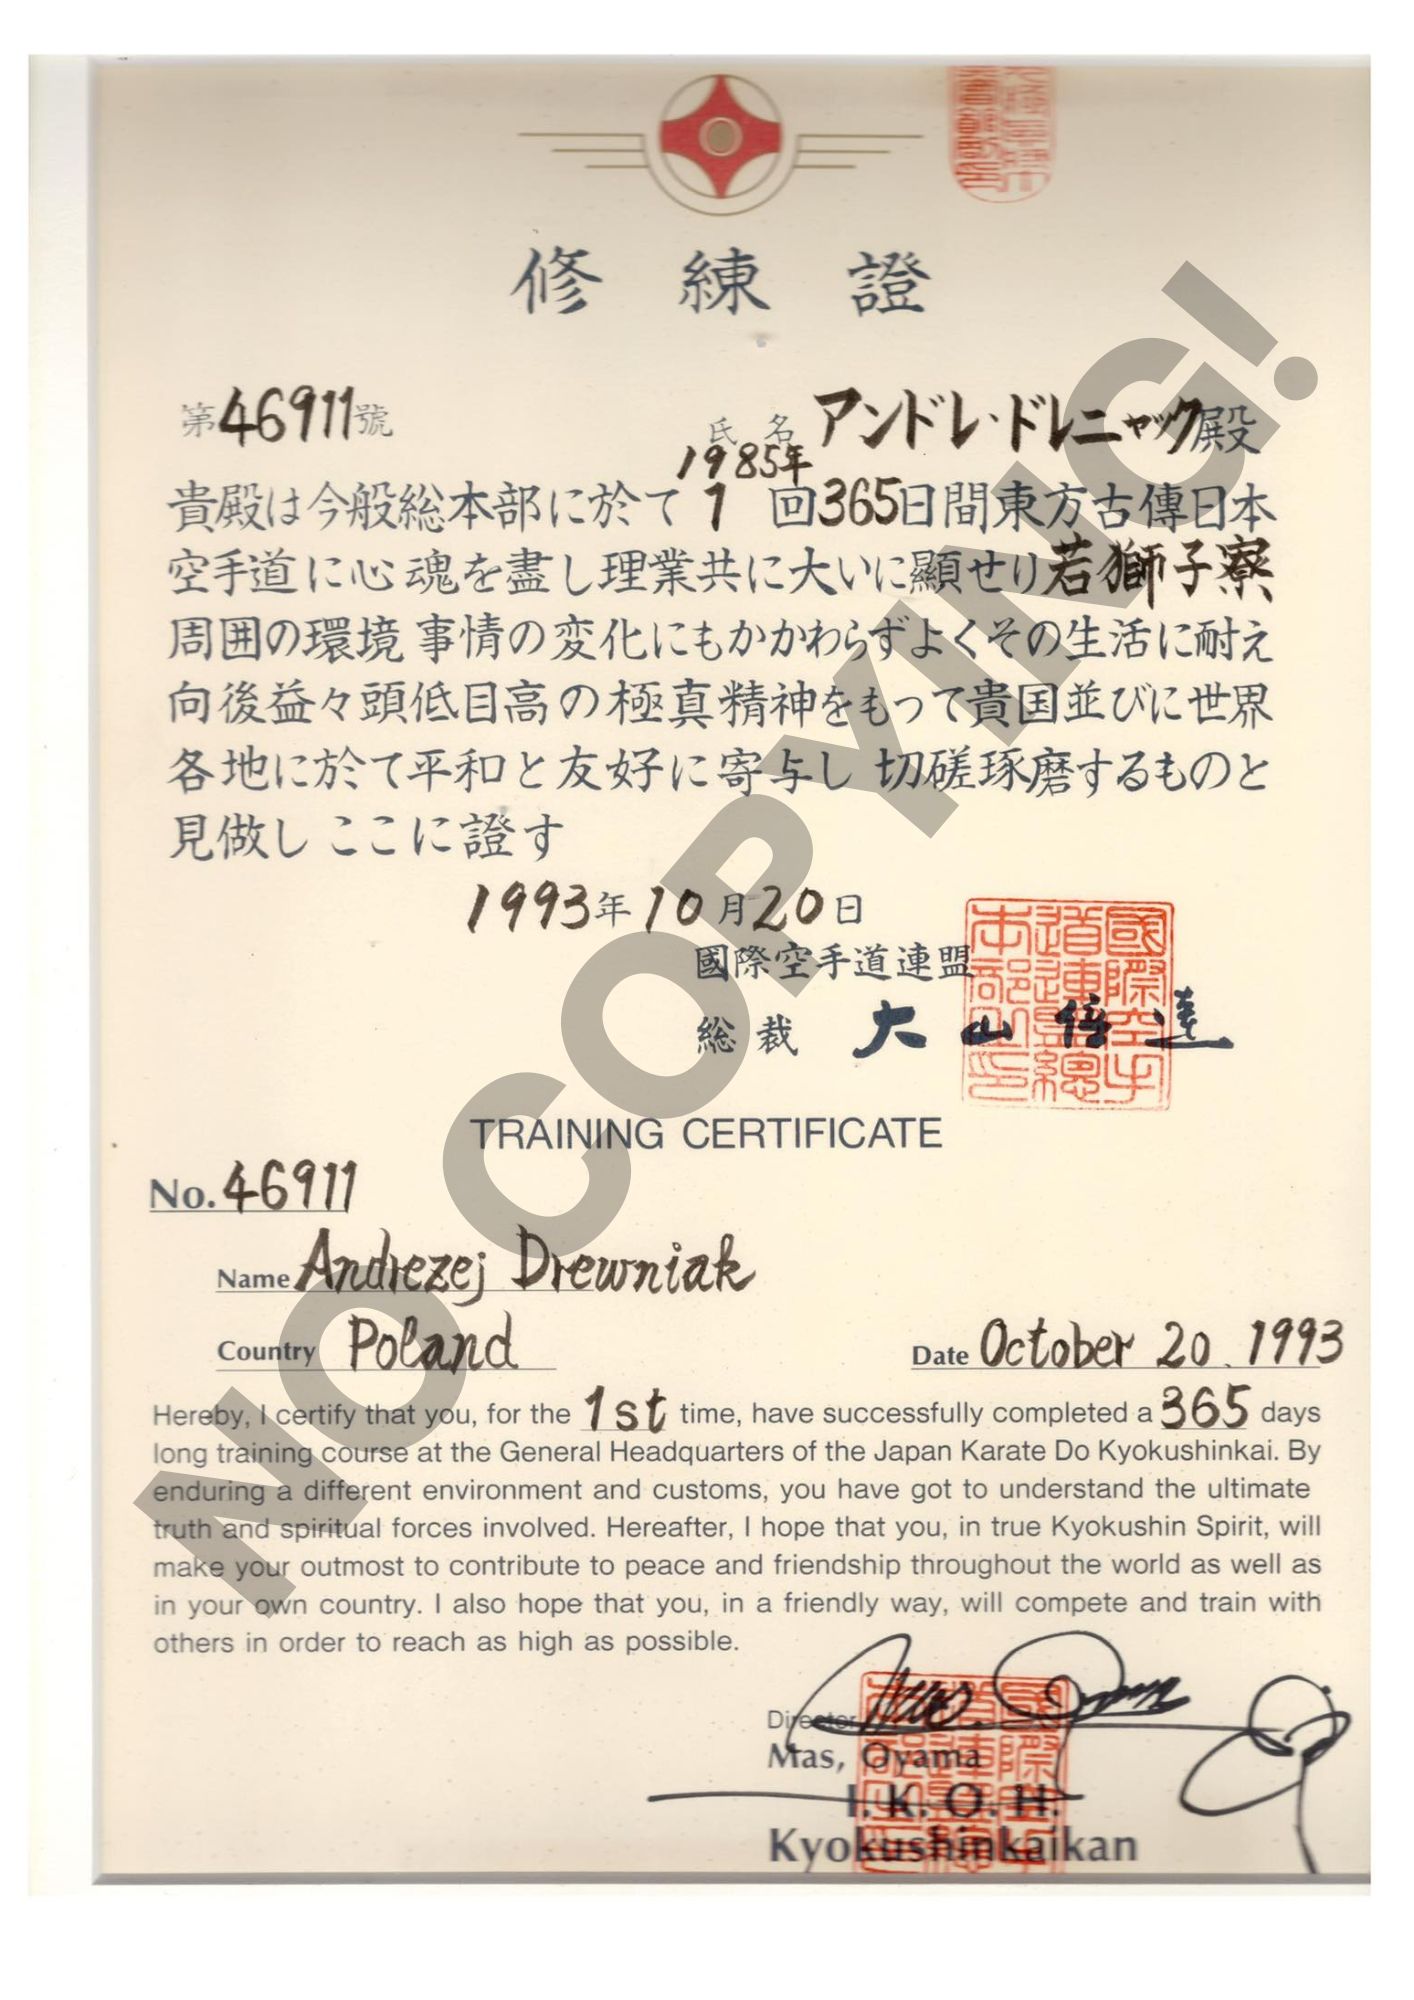 修練證
第46911號 氏名 アンドレ・ドレニャック殿
1985年
貴殿は今般総本部に於て1回365日間東方古傳日本
空手道に心魂を盡し理業共に大いに顯せり若獅子寮
周囲の環境事情の変化にもかかわらずよくその生活に耐え
向後益々頭低目高の極真精神をもって貴国並びに世界
各地に於て平和と友好に寄与し切磋琢磨するものと
見做しここに證す
1993年10月20日
國際空手道連盟
総裁 大山倍達
國際空手
道連盟總
本部之印
TRAINING CERTIFICATE
No. 46911
Name Andrezej Drewniak
Country Poland Date October 20. 1993
Hereby, I certify that you, for the 1st time, have successfully completed a 365 days
long training course at the General Headquarters of the Japan Karate Do Kyokushinkai. By
enduring a different environment and customs, you have got to understand the ultimate
truth and spiritual forces involved. Hereafter, I hope that you, in true Kyokushin Spirit, will
make your outmost to contribute to peace and friendship throughout the world as well as
in your own country. I also hope that you, in a friendly way, will compete and train with
others in order to reach as high as possible.
Director Mas. Oyama
Mas, Oyama
I. K. O. H.
Kyokushinkaikan
NO COPYING!